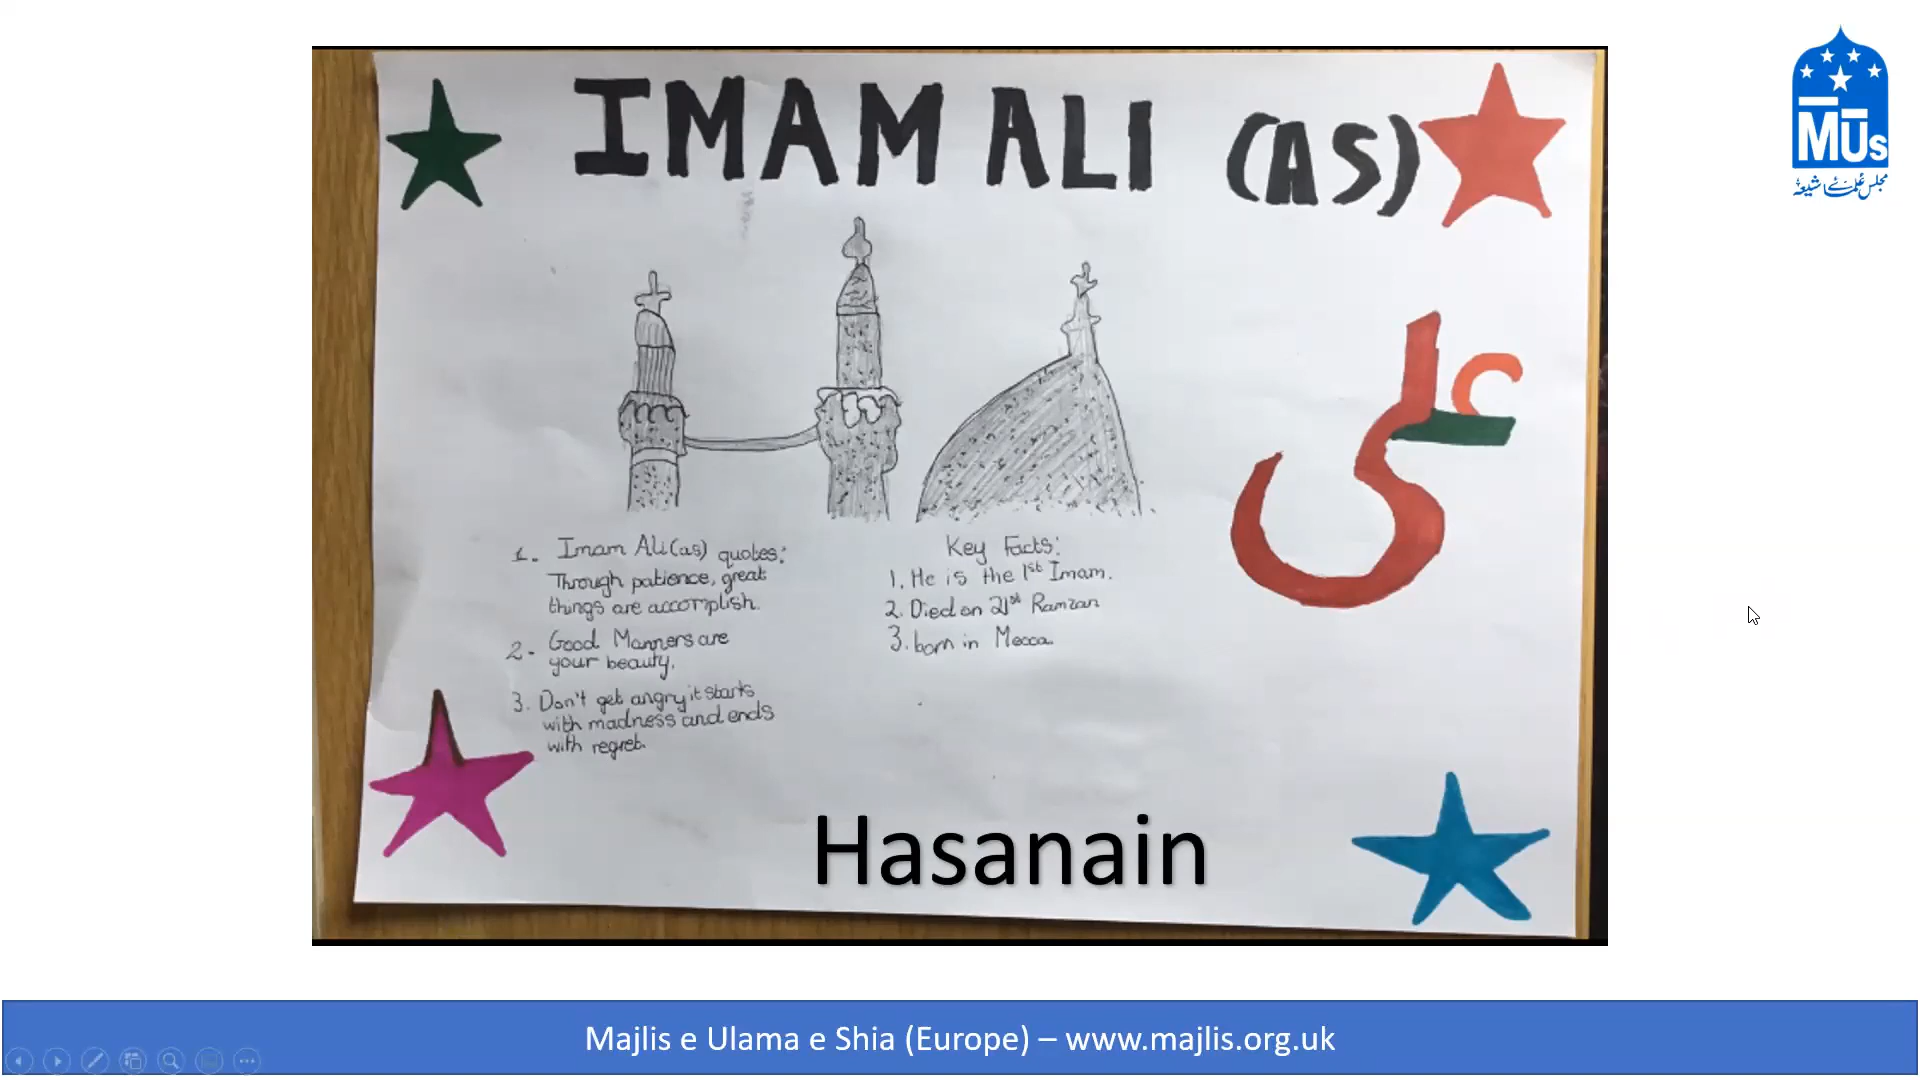 IMAM ALI (AS)
علی
1. Imam Ali(as) quotes:
Through patience, great
things are accomplish.
2. Good Manners are
your beauty.
3. Don't get angry it starts
with madness and ends
with regret.
Key Facts:
1. He is the 1st Imam.
2. Died on 21st Ramzan
3. born in Mecca
Hasanain
MUs
مجلس علمائے شیعہ
Majlis e Ulama e Shia (Europe) – www.majlis.org.uk